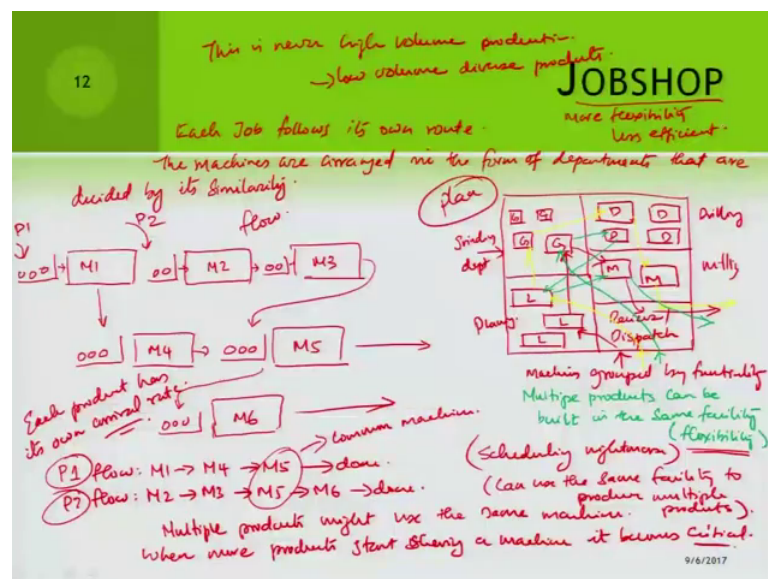 This is never high volume production.
12
→ low volume diverse products.
JOBSHOP
more flexibility
less efficient.
Each Job follows its own route.
The machines are arranged in the form of departments that are
decided by its similarity.
flow.
plan
P1
P2
000 → M1
00 → M2
→ 00 M3
000 M4
→ 000 M5
000 M6
Grinding
dept
G G
G G
D D
D D
Drilling
M M
milling
L
L
L
Dispatch
Machines grouped by functionality
Multiple products can be
built in the same facility
(flexibility)
(Scheduling nightmare)
(Can use the same facility to
produce multiple
products).
Each product has
its own arrival rate.
common machine.
P1 flow: M1 → M4 → M5 → done.
P2 flow: M2 → M3 → M5 → M6 → done.
Multiple products might use the same machine.
When more products start sharing a machine it becomes critical.
9/6/2017